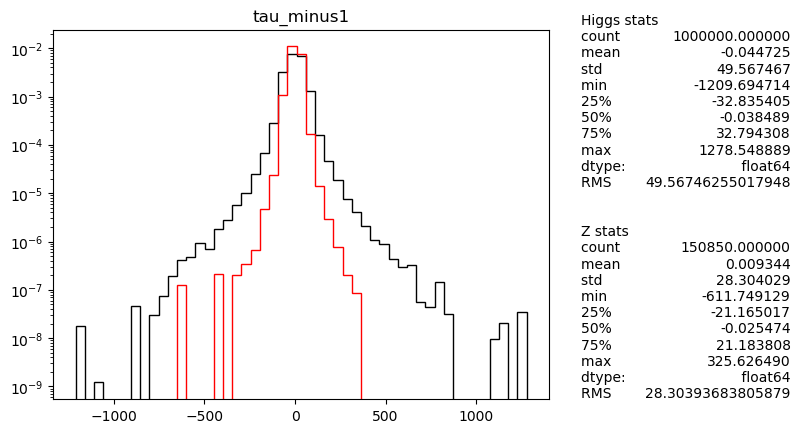 tau_minus1
10⁻²
10⁻³
10⁻⁴
10⁻⁵
10⁻⁶
10⁻⁷
10⁻⁸
10⁻⁹
−1000 −500 0 500 1000
Higgs stats
count 1000000.000000
mean -0.044725
std 49.567467
min -1209.694714
25% -32.835405
50% -0.038489
75% 32.794308
max 1278.548889
dtype: float64
RMS 49.56746255017948
Z stats
count 150850.000000
mean 0.009344
std 28.304029
min -611.749129
25% -21.165017
50% -0.025474
75% 21.183808
max 325.626490
dtype: float64
RMS 28.30393683805879